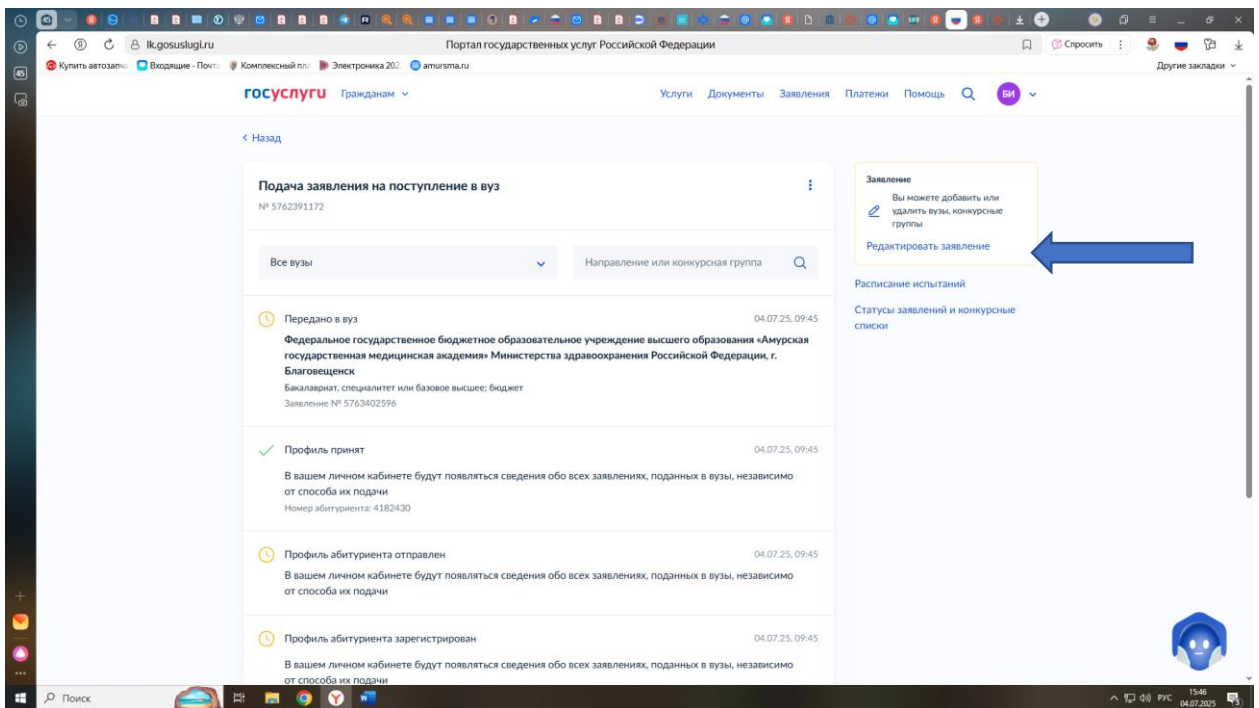 lk.gosuslugi.ru
Портал государственных услуг Российской Федерации
Спросить
45
Купить автозапча
Входящие - Почта
Комплексный пла
Электроника 202
amursma.ru
Другие закладки
госуслуги Гражданам
Услуги Документы Заявления Платежи Помощь
БИ
Назад
Подача заявления на поступление в вуз
№ 5762391172
Все вузы
Направление или конкурсная группа
Передано в вуз 04.07.25, 09:45
Федеральное государственное бюджетное образовательное учреждение высшего образования «Амурская
государственная медицинская академия» Министерства здравоохранения Российской Федерации, г.
Благовещенск
Бакалавриат, специалитет или базовое высшее; бюджет
Заявление № 5763402596
Профиль принят 04.07.25, 09:45
В вашем личном кабинете будут появляться сведения обо всех заявлениях, поданных в вузы, независимо
от способа их подачи
Номер абитуриента: 4182430
Профиль абитуриента отправлен 04.07.25, 09:45
В вашем личном кабинете будут появляться сведения обо всех заявлениях, поданных в вузы, независимо
от способа их подачи
Профиль абитуриента зарегистрирован 04.07.25, 09:45
В вашем личном кабинете будут появляться сведения обо всех заявлениях, поданных в вузы, независимо
от способа их подачи
Заявление
Вы можете добавить или
удалить вузы, конкурсные
группы
Редактировать заявление
Расписание испытаний
Статусы заявлений и конкурсные
списки
Поиск
РУС
15:46
04.07.2025